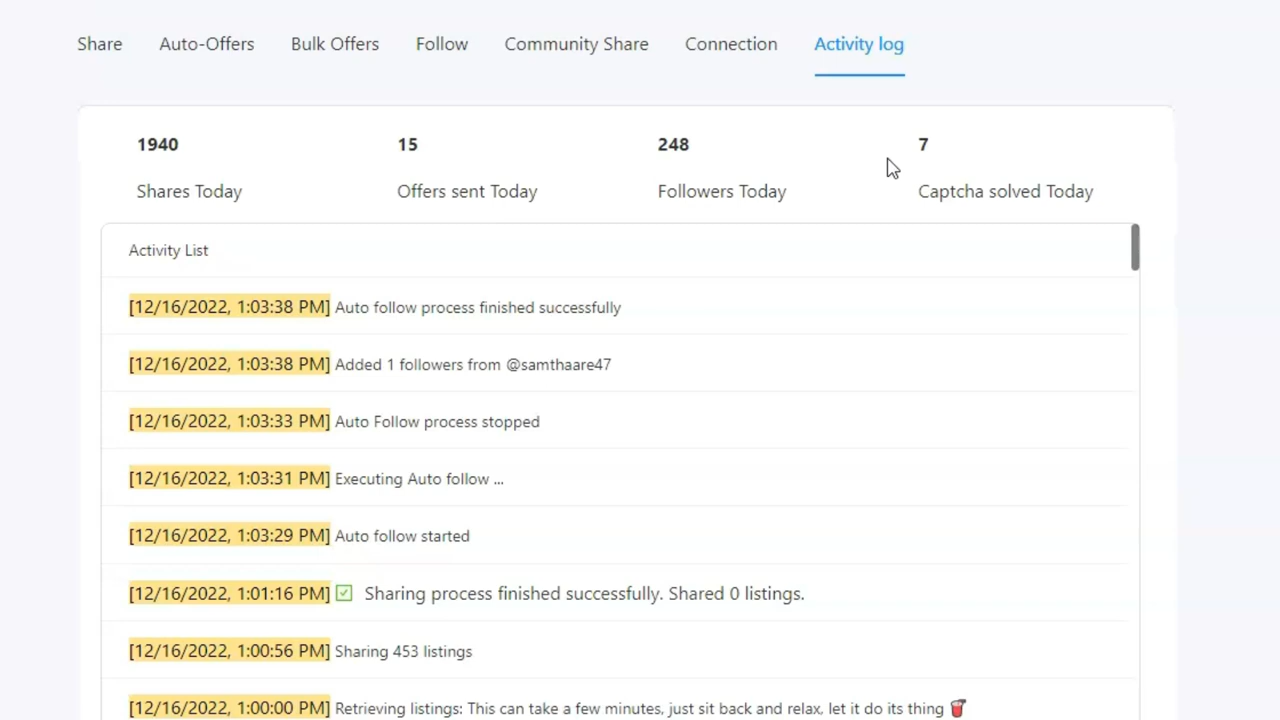 Share Auto-Offers Bulk Offers Follow Community Share Connection Activity log
1940 15 248 7
Shares Today Offers sent Today Followers Today Captcha solved Today
Activity List
[12/16/2022, 1:03:38 PM] Auto follow process finished successfully
[12/16/2022, 1:03:38 PM] Added 1 followers from @samthaare47
[12/16/2022, 1:03:33 PM] Auto Follow process stopped
[12/16/2022, 1:03:31 PM] Executing Auto follow ...
[12/16/2022, 1:03:29 PM] Auto follow started
[12/16/2022, 1:01:16 PM] ✅ Sharing process finished successfully. Shared 0 listings.
[12/16/2022, 1:00:56 PM] Sharing 453 listings
[12/16/2022, 1:00:00 PM] Retrieving listings: This can take a few minutes, just sit back and relax, let it do its thing 🥤